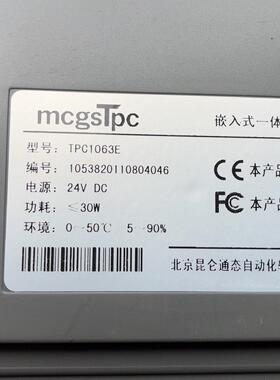 mcgsTpc 嵌入式一体
型号: TPC1063E
编号: 1053820110804046
电源: 24V DC
功耗: ≤30W
环境: 0—50℃ 5—90%
CE 本产品
FC 本产品
北京昆仑通态自动化